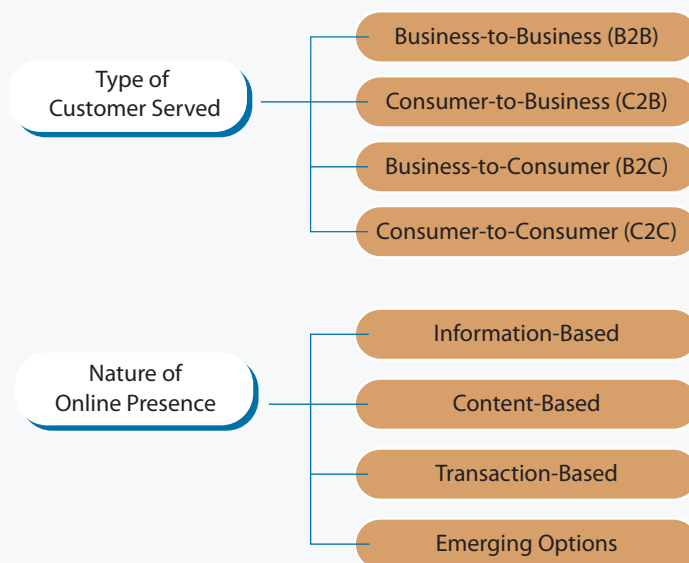 Type of
Customer Served
Business-to-Business (B2B)
Consumer-to-Business (C2B)
Business-to-Consumer (B2C)
Consumer-to-Consumer (C2C)
Nature of
Online Presence
Information-Based
Content-Based
Transaction-Based
Emerging Options